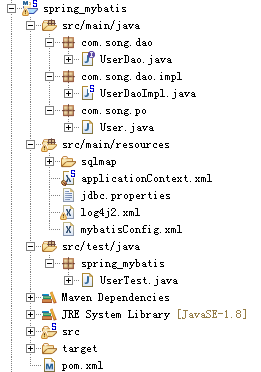 spring_mybatis
src/main/java
com.song.dao
UserDao.java
com.song.dao.impl
UserDaoImpl.java
com.song.po
User.java
src/main/resources
sqlmap
applicationContext.xml
jdbc.properties
log4j2.xml
mybatisConfig.xml
src/test/java
spring_mybatis
UserTest.java
Maven Dependencies
JRE System Library [JavaSE-1.8]
src
target
pom.xml